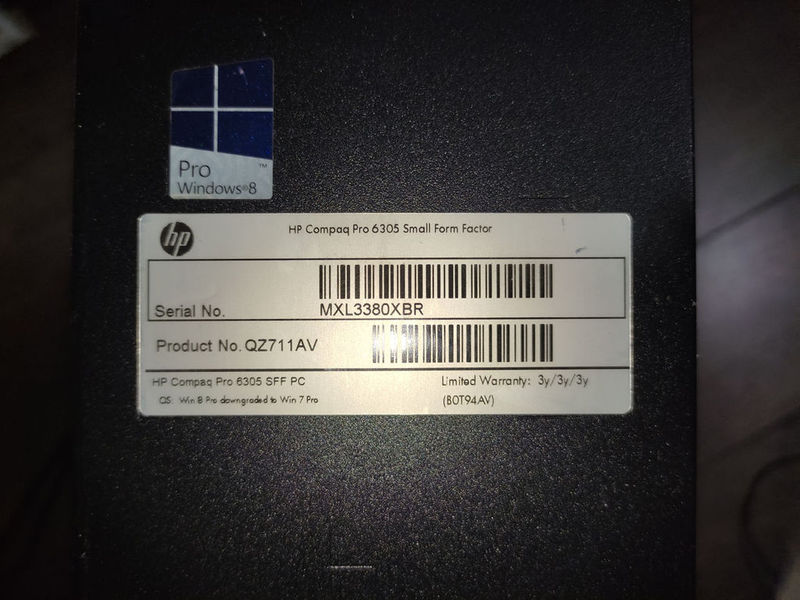 Pro ™
Windows®8
hp
HP Compaq Pro 6305 Small Form Factor
Serial No. MXL3380XBR
Product No. QZ711AV
HP Compaq Pro 6305 SFF PC
Limited Warranty: 3y/3y/3y
OS: Win 8 Pro downgraded to Win 7 Pro
(B0T94AV)